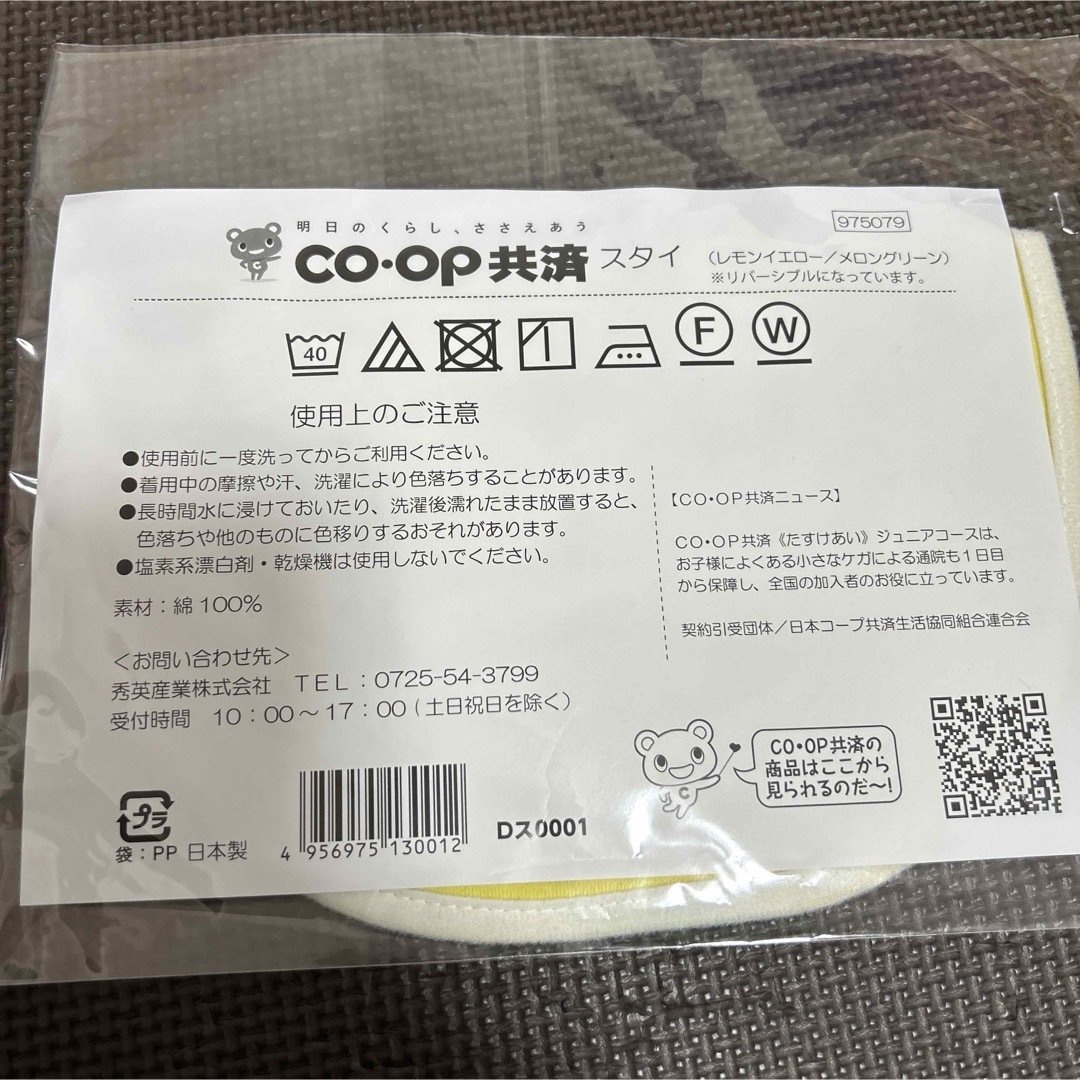 明日のくらし、ささえあう
CO・OP共済 スタイ
975079
(レモンイエロー/メロングリーン)
※リバーシブルになっています。
40
F
W
使用上のご注意
●使用前に一度洗ってからご利用ください。
●着用中の摩擦や汗、洗濯により色落ちすることがあります。
●長時間水に浸けておいたり、洗濯後濡れたまま放置すると、
色落ちや他のものに色移りするおそれがあります。
●塩素系漂白剤・乾燥機は使用しないでください。
素材:綿100%
<お問い合わせ先>
秀英産業株式会社 TEL:0725-54-3799
受付時間 10:00〜17:00(土日祝日を除く)
【CO・OP共済ニュース】
CO・OP共済《たすけあい》ジュニアコースは、
お子様によくある小さなケガによる通院も1日目
から保障し、全国の加入者のお役に立っています。
契約引受団体/日本コープ共済生活協同組合連合会
CO・OP共済の
商品はここから
見られるのだ〜!
プラ
袋:PP 日本製
4 956975 130012
Dス0001